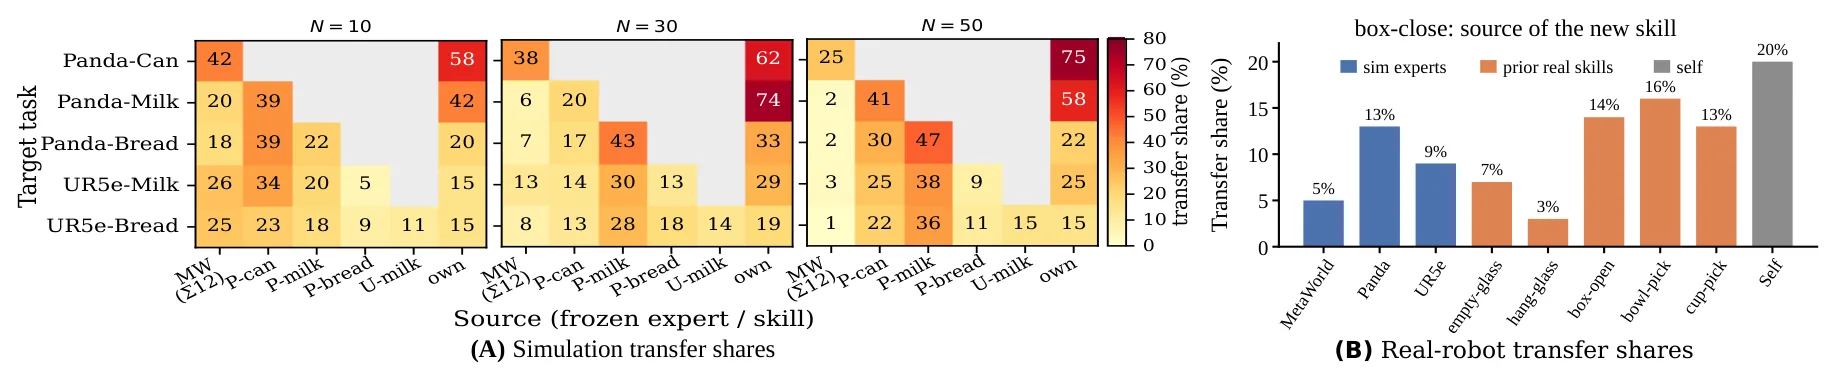 N = 10
N = 30
N = 50
Target task
Panda-Can 42 58 38 62 25 75
Panda-Milk 20 39 42 6 20 74 2 41 58
Panda-Bread 18 39 22 20 7 17 43 33 2 30 47 22
UR5e-Milk 26 34 20 5 15 13 14 30 13 29 3 25 38 9 25
UR5e-Bread 25 23 18 9 11 15 8 13 28 18 14 19 1 22 36 11 15 15
MW (Σ12) P-can P-milk P-bread U-milk own
MW (Σ12) P-can P-milk P-bread U-milk own
MW (Σ12) P-can P-milk P-bread U-milk own
80
70
60
50
40
30
20
10
0
transfer share (%)
Source (frozen expert / skill)
(A) Simulation transfer shares
box-close: source of the new skill
sim experts prior real skills self
Transfer share (%)
20
15
10
5
0
5% 13% 9% 7% 3% 14% 16% 13% 20%
MetaWorld Panda UR5e empty-glass hang-glass box-open bowl-pick cup-pick Self
(B) Real-robot transfer shares